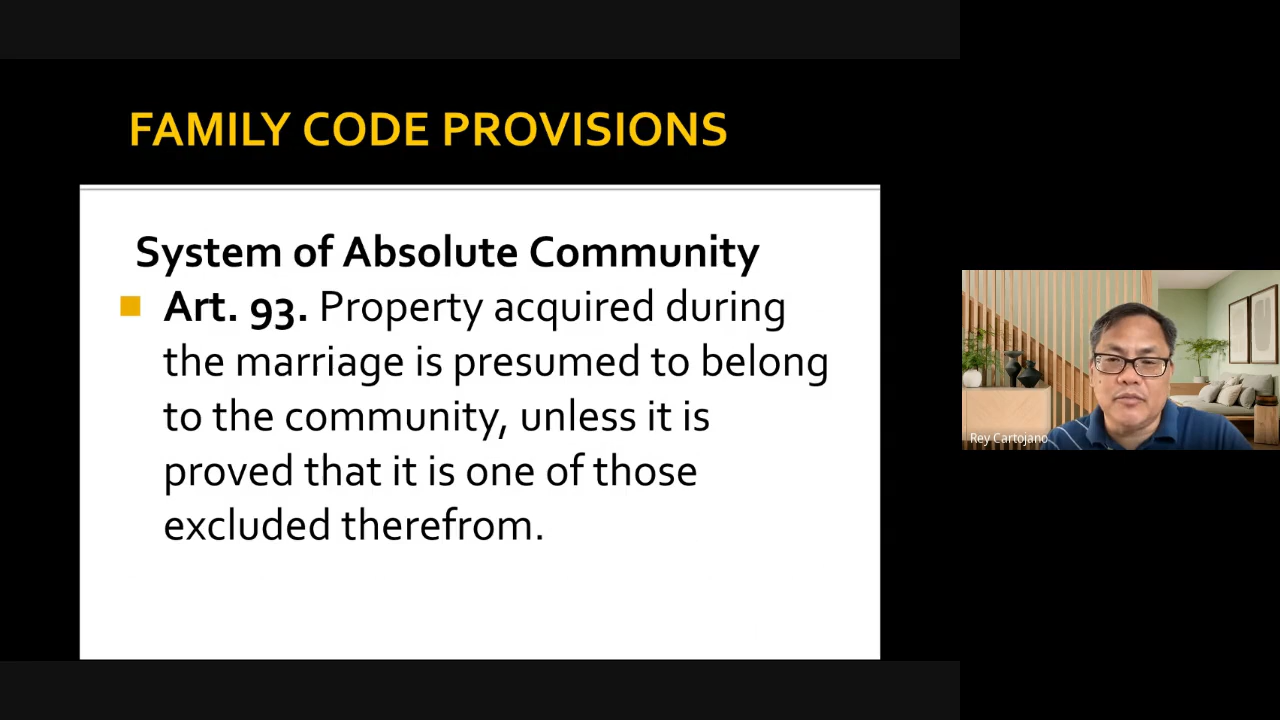 FAMILY CODE PROVISIONS
System of Absolute Community
Art. 93. Property acquired during
the marriage is presumed to belong
to the community, unless it is
proved that it is one of those
excluded therefrom.
Rey Cartojano